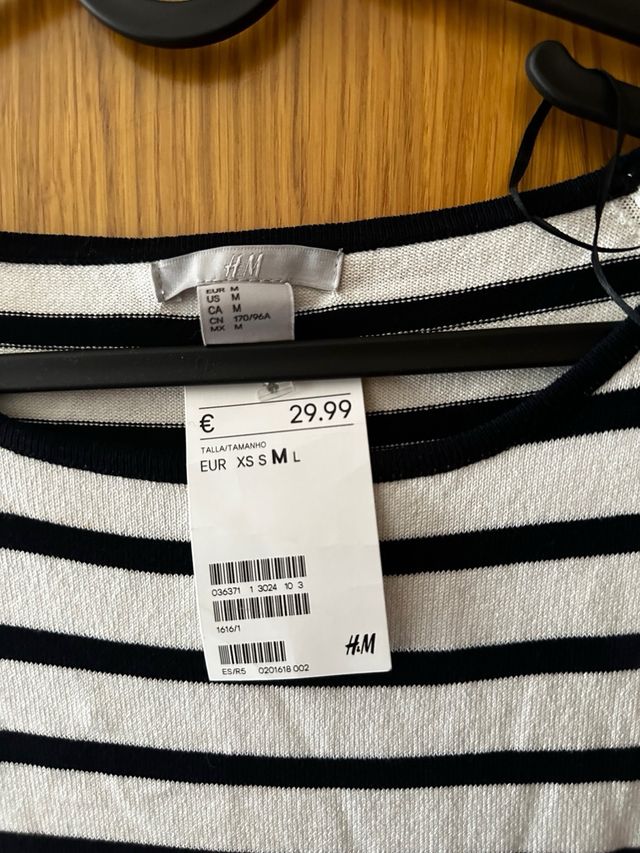 H&M
EUR M
US M
CA M
CN 170/96A
MX M
€ 29.99
TALLA/TAMANHO
EUR XS S M L
036371 1 3024 10 3
1616/1
H&M
ES/R5 0201618 002